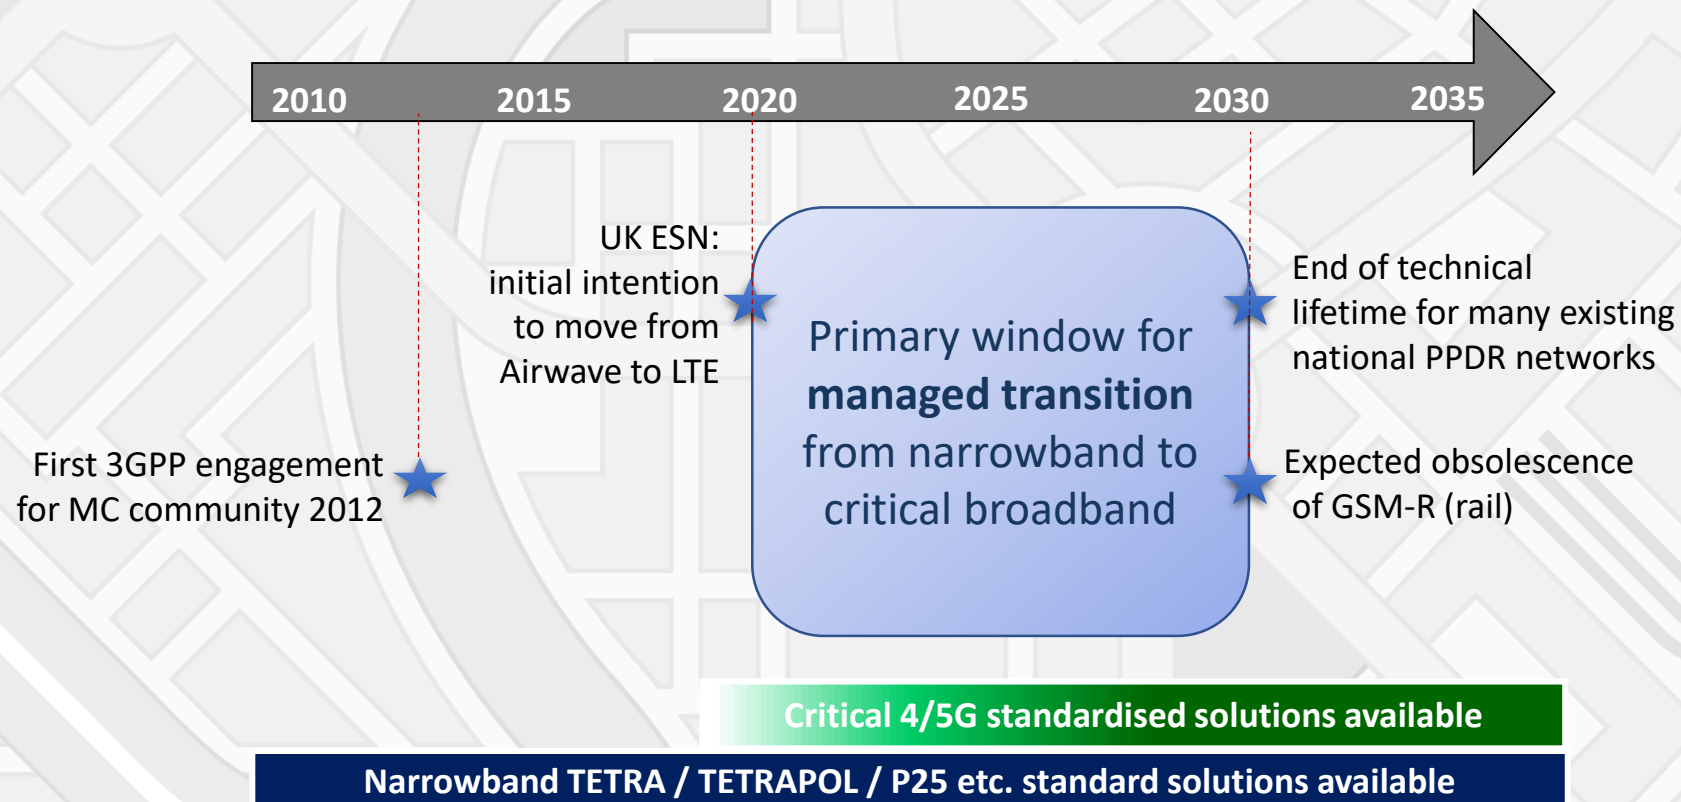 2010 2015 2020 2025 2030 2035
UK ESN:
initial intention
to move from
Airwave to LTE
First 3GPP engagement
for MC community 2012
Primary window for
managed transition
from narrowband to
critical broadband
End of technical
lifetime for many existing
national PPDR networks
Expected obsolescence
of GSM-R (rail)
Critical 4/5G standardised solutions available
Narrowband TETRA / TETRAPOL / P25 etc. standard solutions available